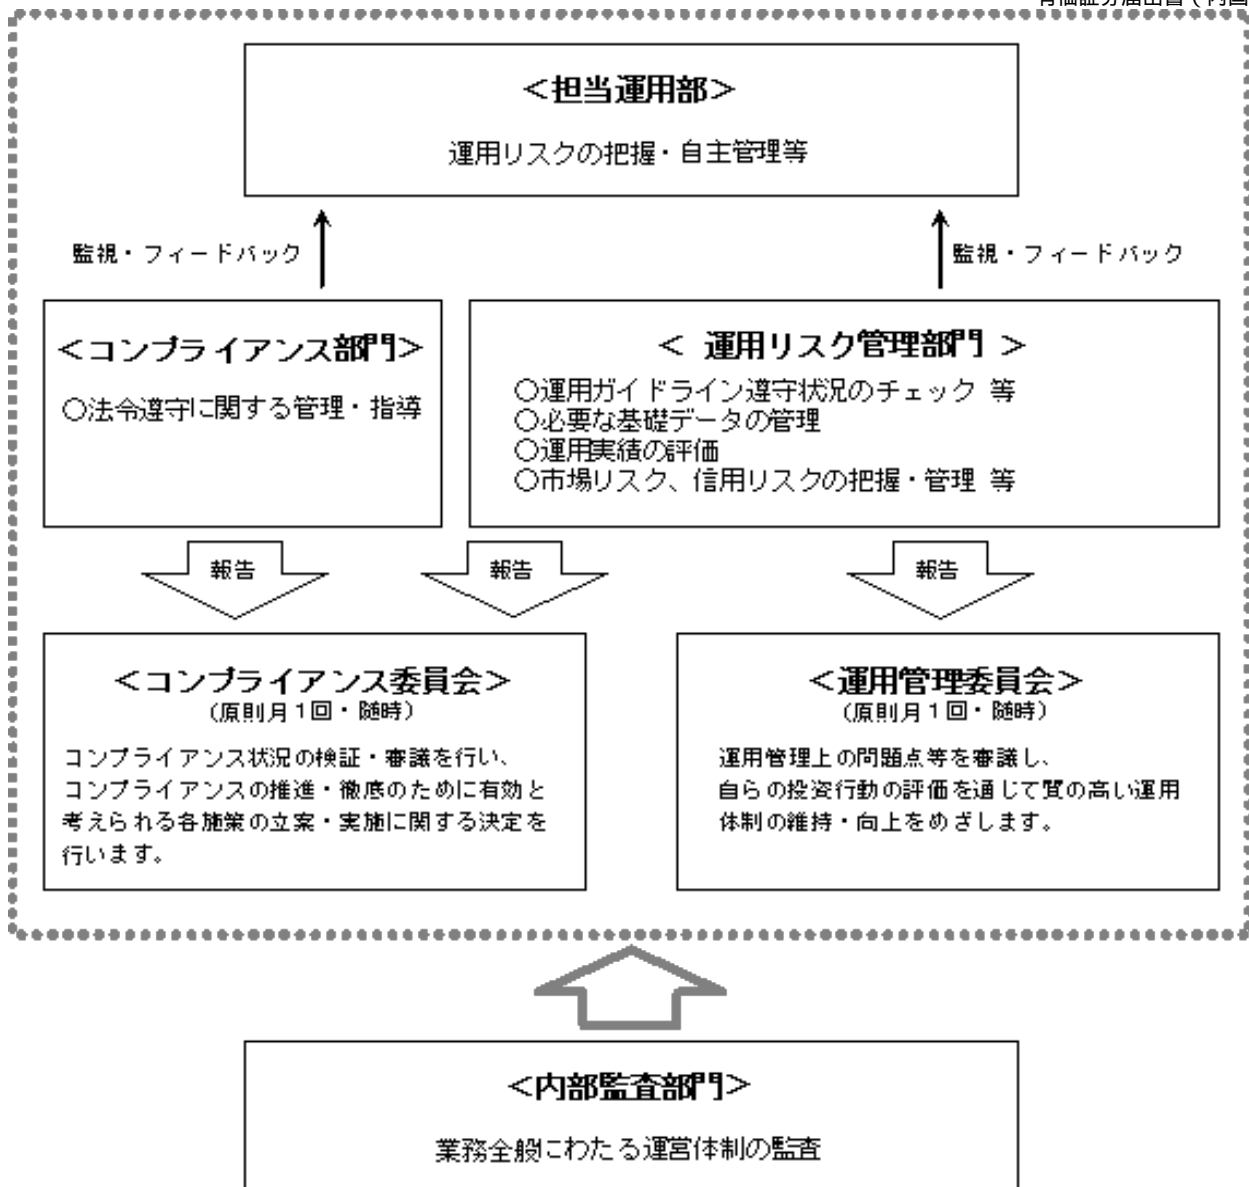 ＜担当運用部＞
運用リスクの把握・自主管理等
監視・フィードバック
監視・フィードバック
＜コンプライアンス部門＞
○法令遵守に関する管理・指導
＜ 運用リスク管理部門 ＞
○運用ガイドライン遵守状況のチェック 等
○必要な基礎データの管理
○運用実績の評価
○市場リスク、信用リスクの把握・管理 等
報告
報告
報告
＜コンプライアンス委員会＞
（原則月１回・随時）
コンプライアンス状況の検証・審議を行い、
コンプライアンスの推進・徹底のために有効と
考えられる各施策の立案・実施に関する決定を
行います。
＜運用管理委員会＞
（原則月１回・随時）
運用管理上の問題点等を審議し、
自らの投資行動の評価を通じて質の高い運用
体制の維持・向上をめざします。
＜内部監査部門＞
業務全般にわたる運営体制の監査